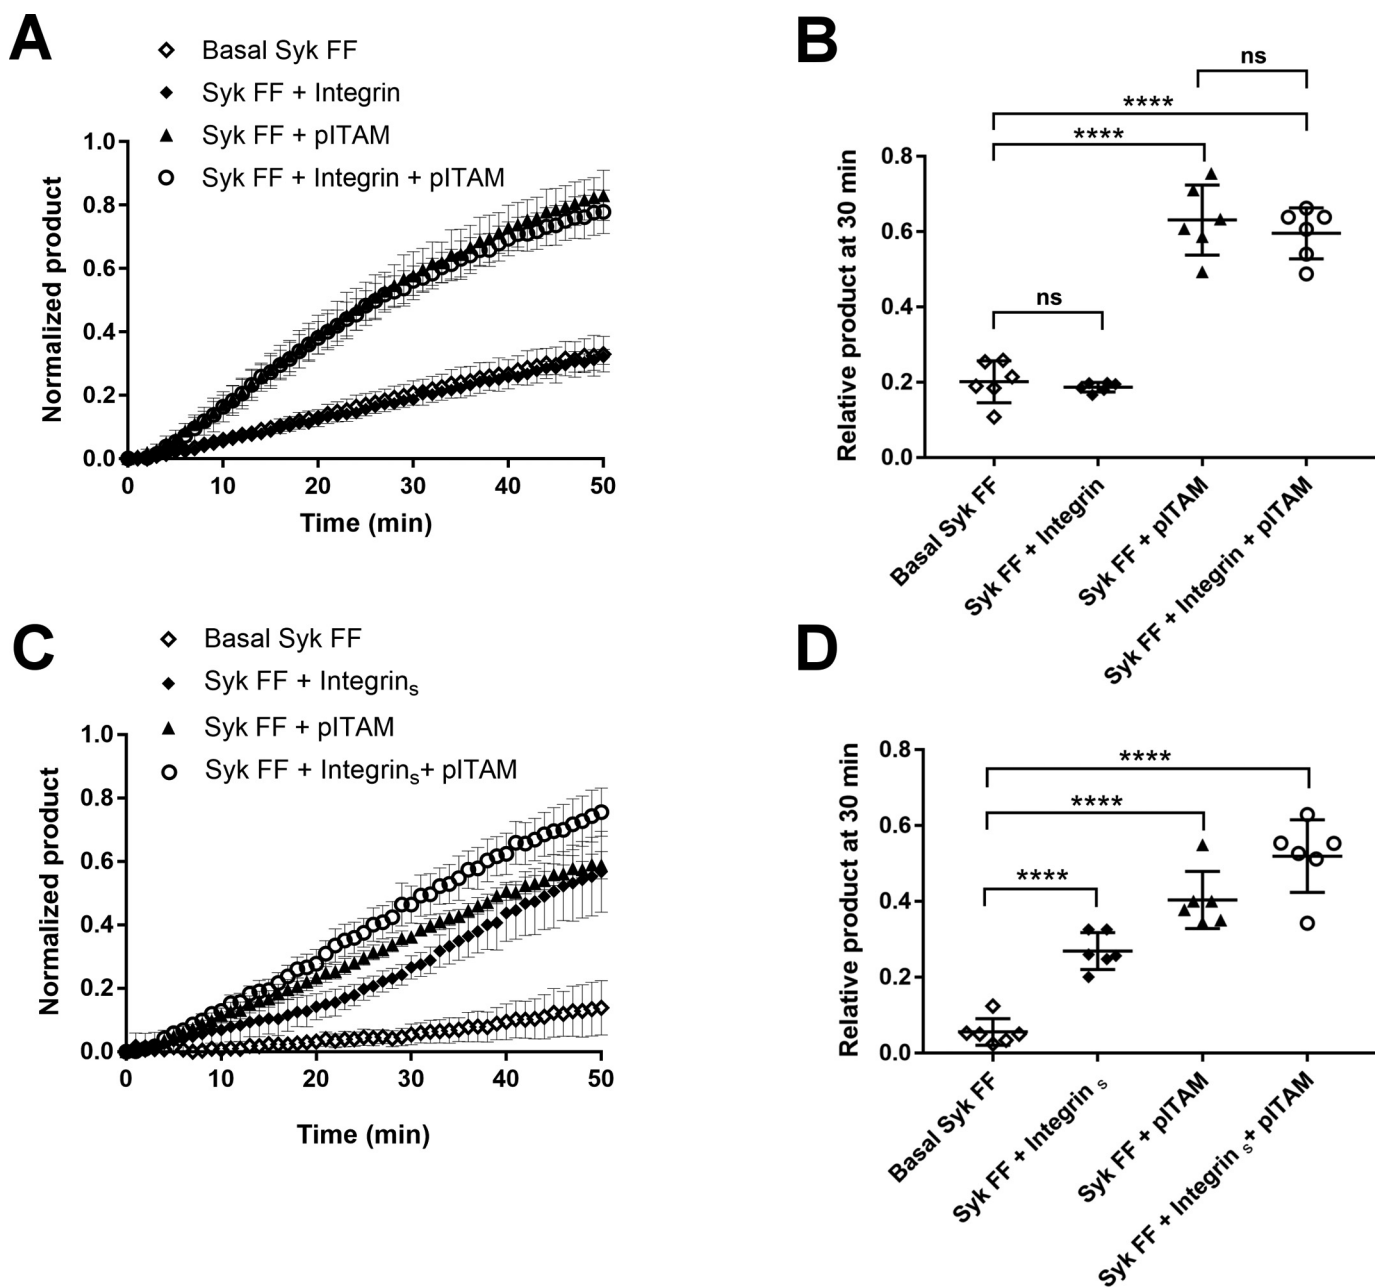 A
Basal Syk FF
Syk FF + Integrin
Syk FF + pITAM
Syk FF + Integrin + pITAM
Normalized product
1.0
0.8
0.6
0.4
0.2
0.0
0 10 20 30 40 50
Time (min)
B
ns
****
****
ns
Relative product at 30 min
0.8
0.6
0.4
0.2
0.0
Basal Syk FF
Syk FF + Integrin
Syk FF + pITAM
Syk FF + Integrin + pITAM
C
Basal Syk FF
Syk FF + Integrins
Syk FF + pITAM
Syk FF + Integrins+ pITAM
Normalized product
1.0
0.8
0.6
0.4
0.2
0.0
0 10 20 30 40 50
Time (min)
D
****
****
****
Relative product at 30 min
0.8
0.6
0.4
0.2
0.0
Basal Syk FF
Syk FF + Integrin s
Syk FF + pITAM
Syk FF + Integrin s+ pITAM